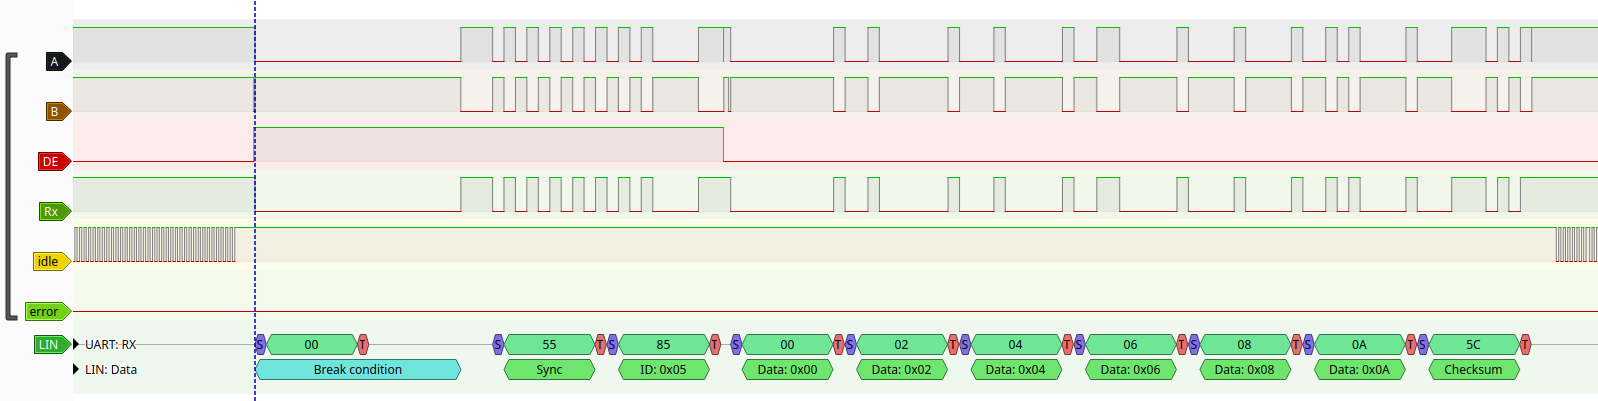 A
B
DE
Rx
idle
error
LIN UART: RX S 00 T S 55 T S 85 T S 00 T S 02 T S 04 T S 06 T S 08 T S 0A T S 5C T
LIN: Data Break condition Sync ID: 0x05 Data: 0x00 Data: 0x02 Data: 0x04 Data: 0x06 Data: 0x08 Data: 0x0A Checksum